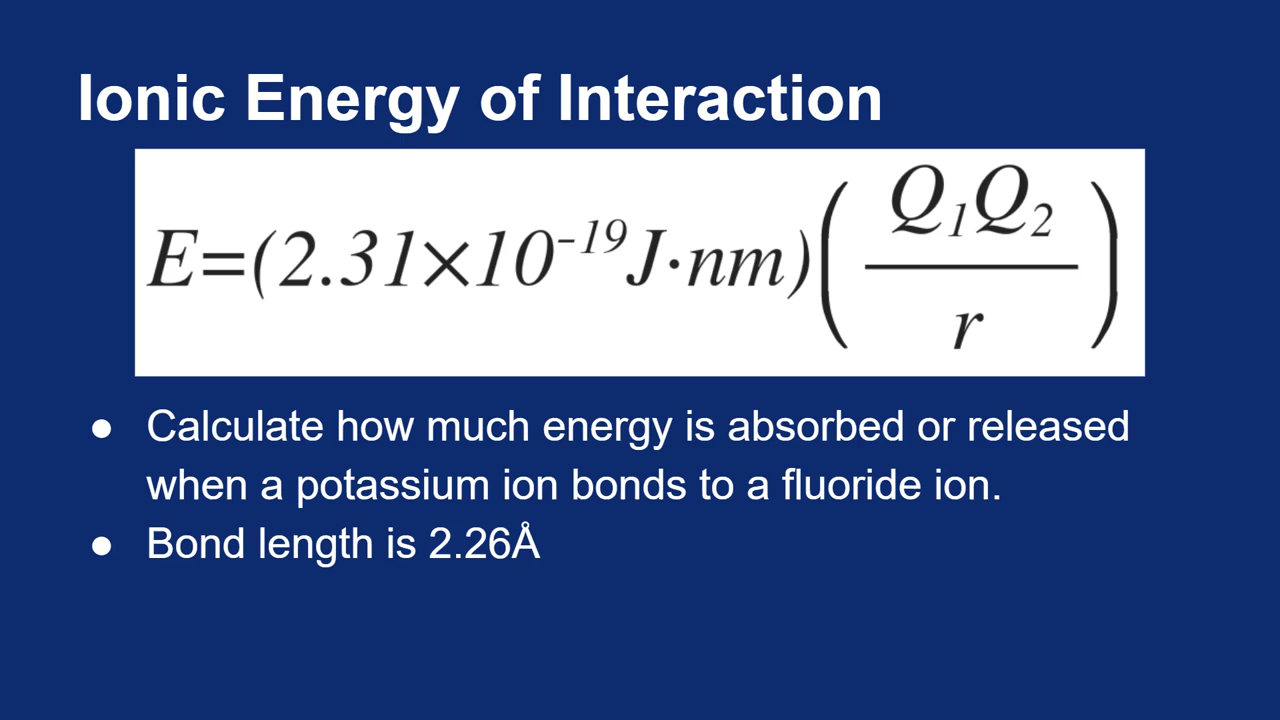 Ionic Energy of Interaction
E=(2.31×10⁻¹⁹J·nm)(Q₁Q₂/r)
● Calculate how much energy is absorbed or released
when a potassium ion bonds to a fluoride ion.
● Bond length is 2.26Å